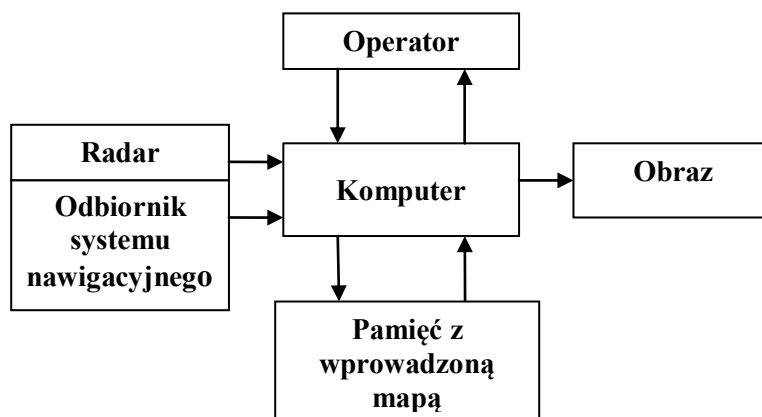 Operator
Radar
Odbiornik
systemu
nawigacyjnego
Komputer
Obraz
Pamięć z
wprowadzoną
mapą